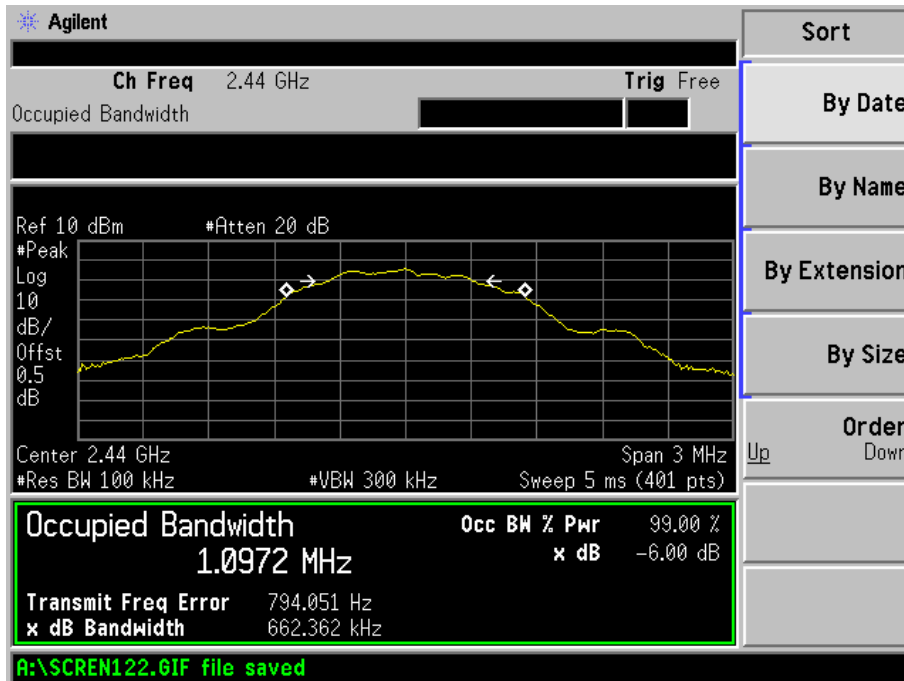 Agilent
Ch Freq 2.44 GHz Trig Free
Occupied Bandwidth
Ref 10 dBm #Atten 20 dB
#Peak
Log
10
dB/
Offst
0.5
dB
Center 2.44 GHz Span 3 MHz
#Res BW 100 kHz #VBW 300 kHz Sweep 5 ms (401 pts)
Occupied Bandwidth Occ BW % Pwr 99.00 %
1.0972 MHz x dB -6.00 dB
Transmit Freq Error 794.051 Hz
x dB Bandwidth 662.362 kHz
A:\SCREN122.GIF file saved
Sort
By Date
By Name
By Extension
By Size
Order
Up Down